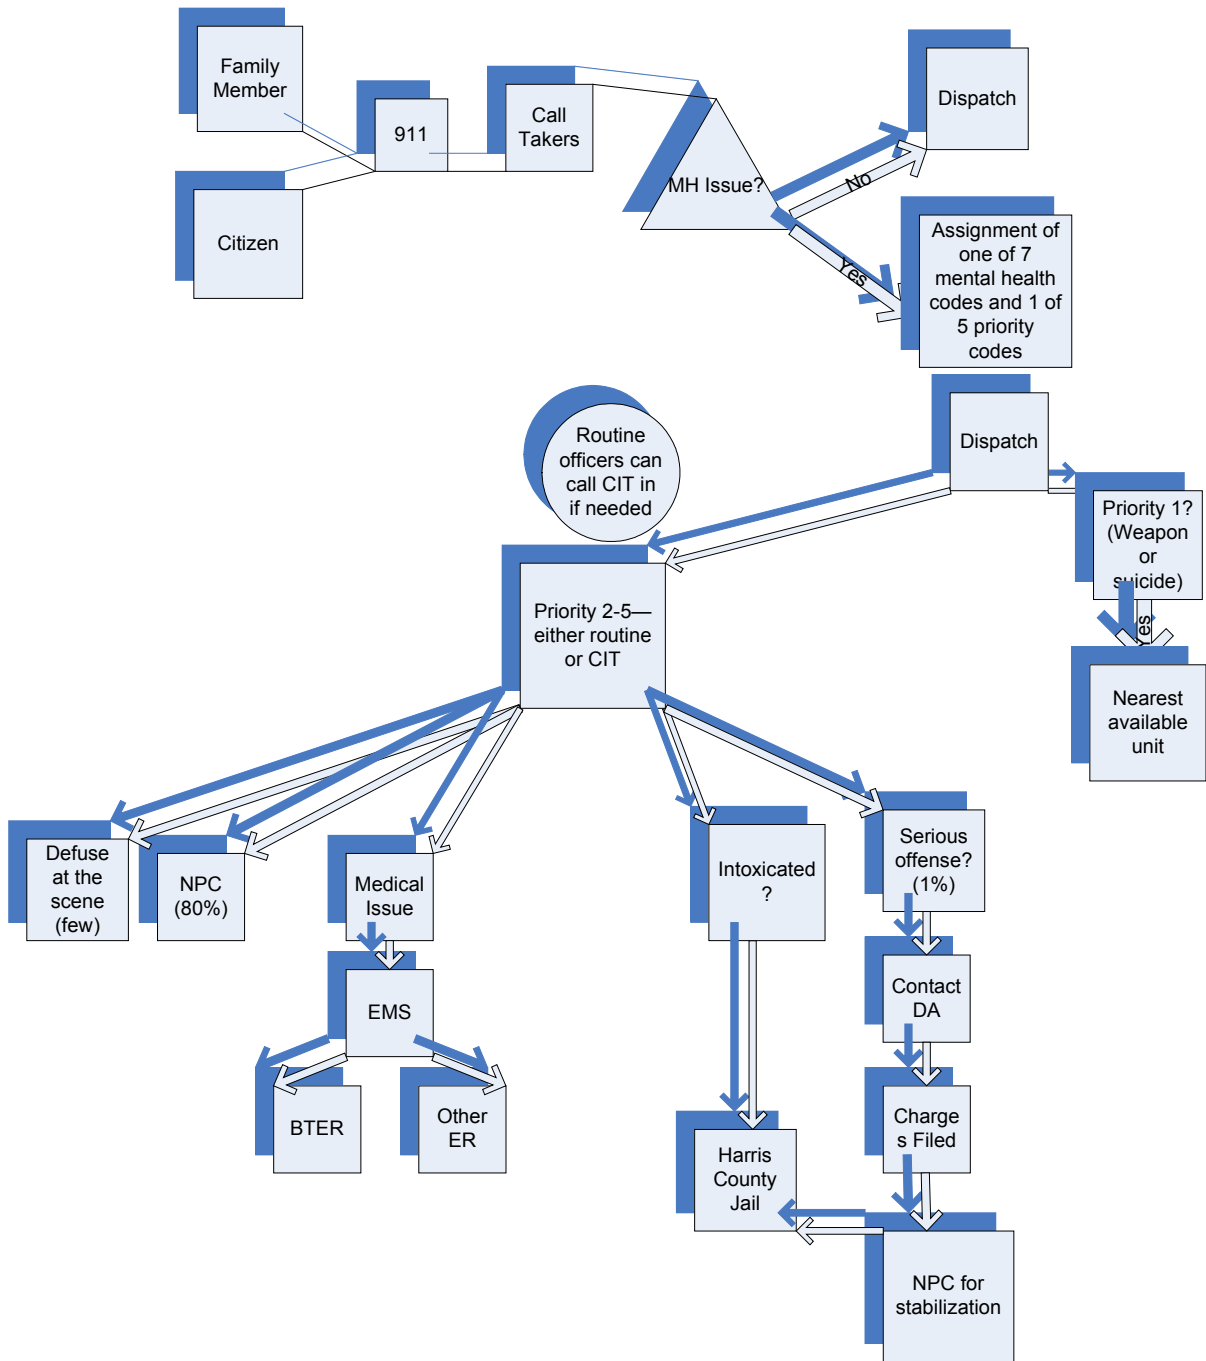 Family
Member
911
Call
Takers
Dispatch
Citizen
MH Issue?
No
Yes
Assignment of
one of 7
mental health
codes and 1 of
5 priority
codes
Routine
officers can
call CIT in
if needed
Dispatch
Priority 1?
(Weapon
or
suicide)
Yes
Priority 2-5—
either routine
or CIT
Nearest
available
unit
Defuse
at the
scene
(few)
NPC
(80%)
Medical
Issue
Intoxicated
?
Serious
offense?
(1%)
EMS
Contact
DA
BTER
Other
ER
Charge
s Filed
Harris
County
Jail
NPC for
stabilization